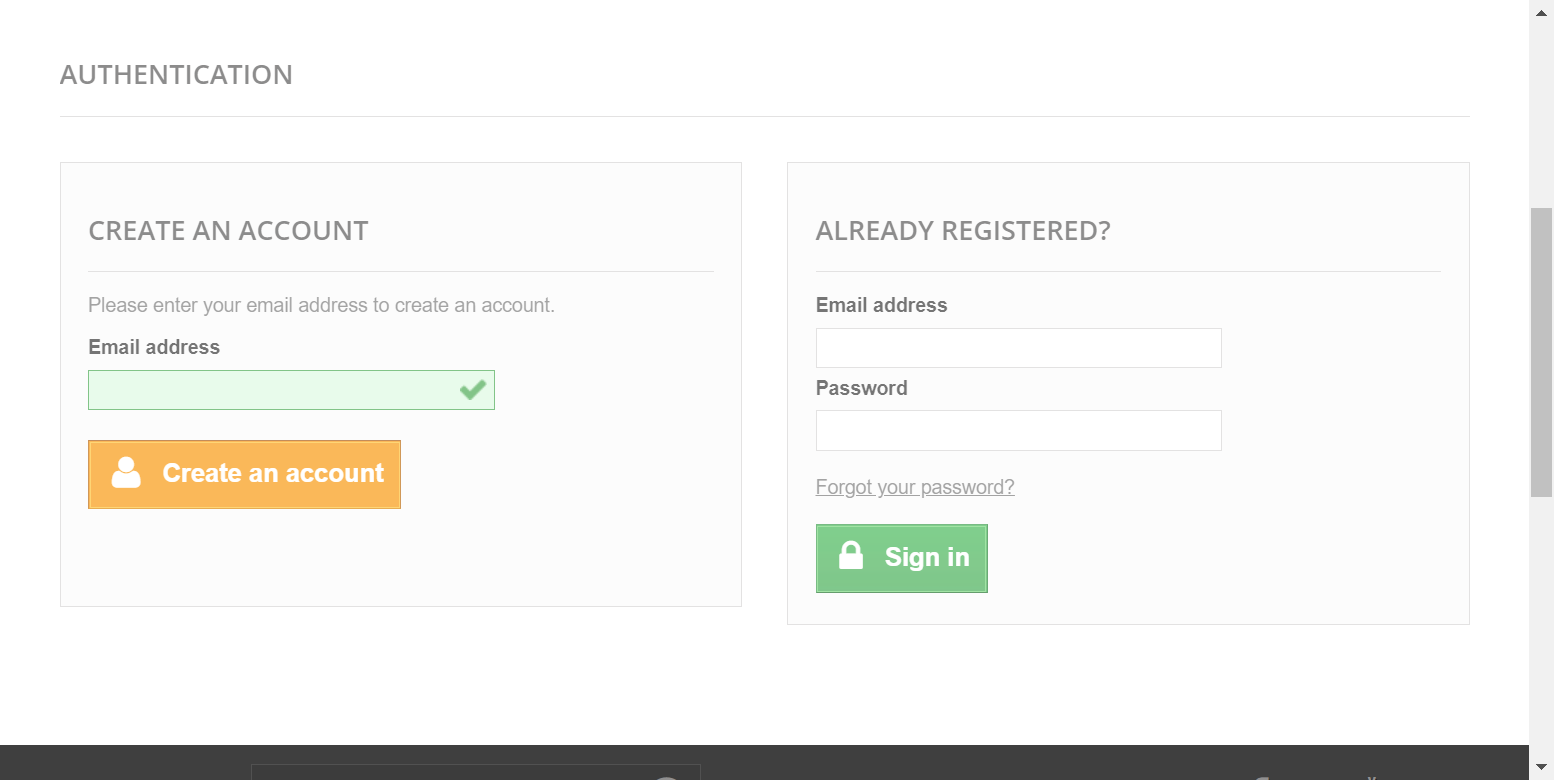 AUTHENTICATION
CREATE AN ACCOUNT
Please enter your email address to create an account.
Email address
Create an account
ALREADY REGISTERED?
Email address
Password
Forgot your password?
Sign in